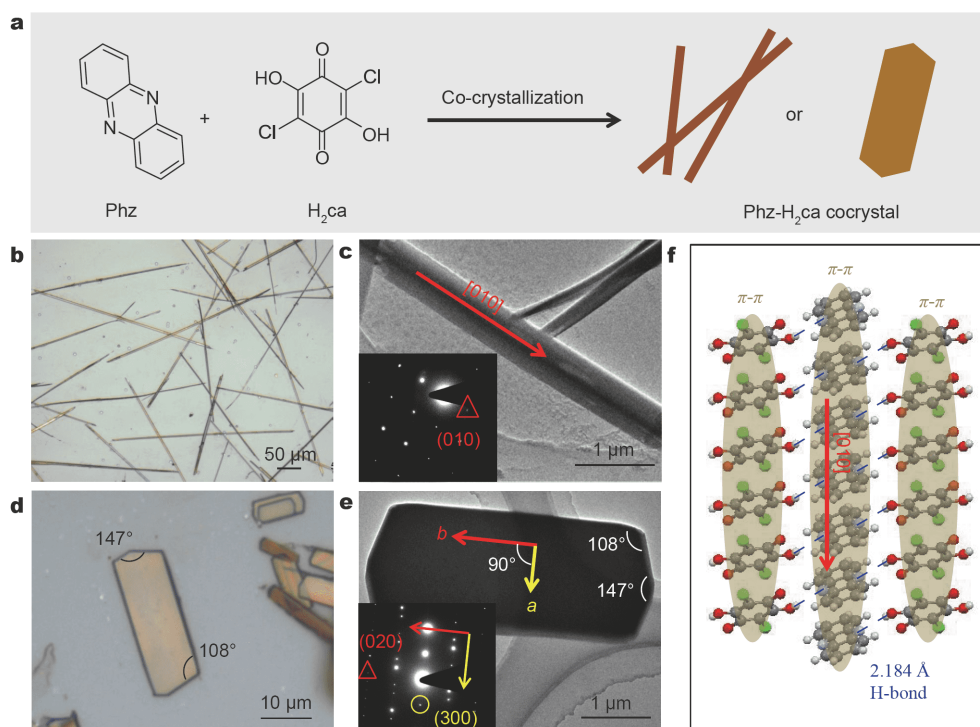 a
O
HO
Cl
N
N
+
Cl
OH
O
Co-crystallization
or
Phz
H₂ca
Phz-H₂ca cocrystal
b
50 μm
c
[010]
(010)
1 μm
d
147°
108°
10 μm
e
b
90°
a
108°
147°
(020)
(300)
1 μm
f
π-π
π-π
π-π
[010]
2.184 Å
H-bond